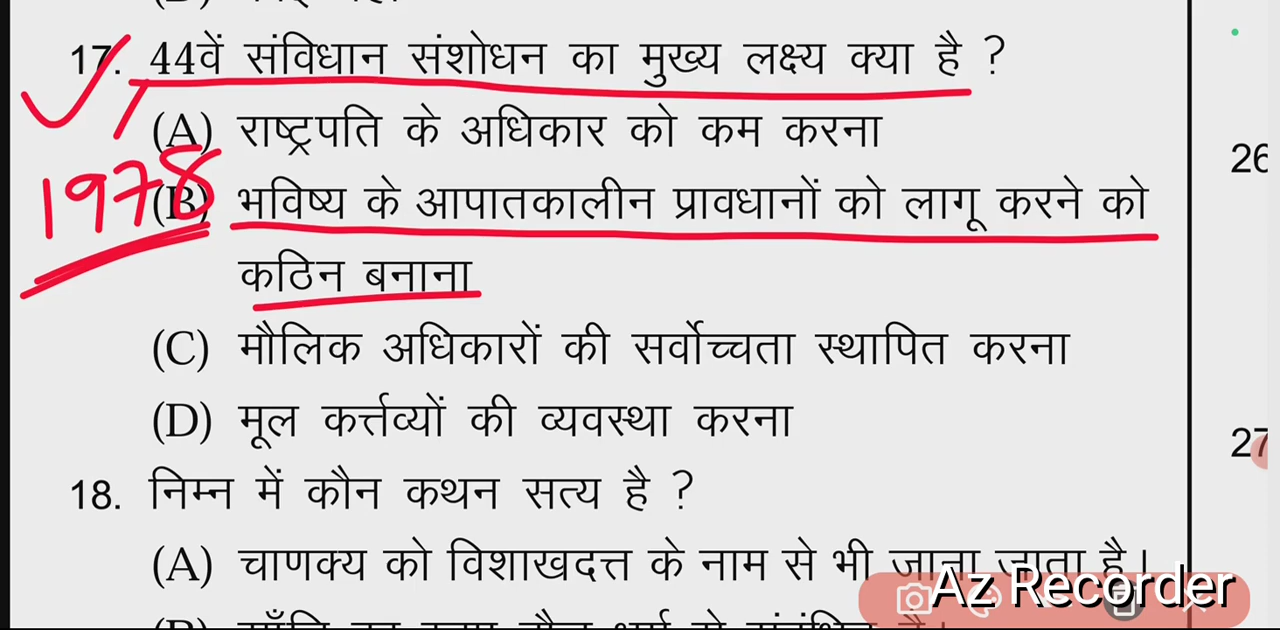 17. 44वें संविधान संशोधन का मुख्य लक्ष्य क्या है ?
(A) राष्ट्रपति के अधिकार को कम करना
1978
(B) भविष्य के आपातकालीन प्रावधानों को लागू करने को
कठिन बनाना
(C) मौलिक अधिकारों की सर्वोच्चता स्थापित करना
(D) मूल कर्त्तव्यों की व्यवस्था करना
18. निम्न में कौन कथन सत्य है ?
(A) चाणक्य को विशाखदत्त के नाम से भी जाना जाता है।
Az Recorder
26
27